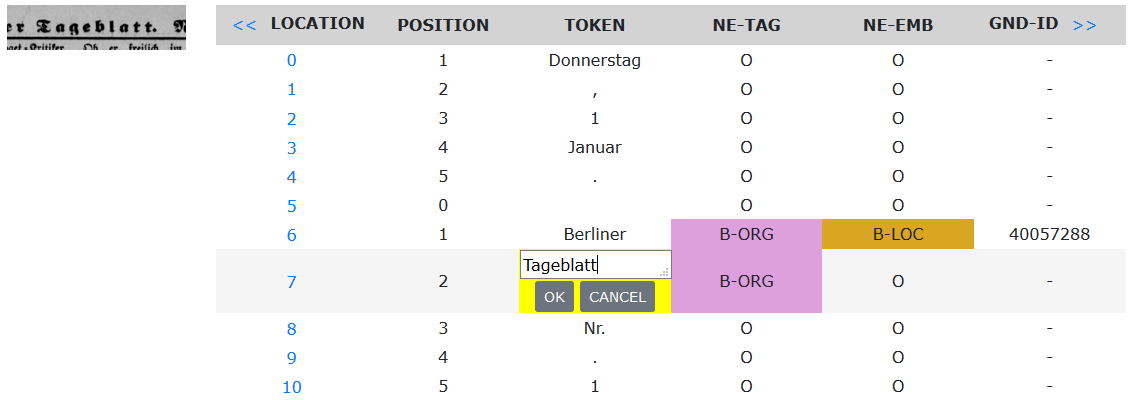 er Tageblatt. N
get-Kritiker. Ob er freilich im
<< LOCATION POSITION TOKEN NE-TAG NE-EMB GND-ID >>
0 1 Donnerstag O O -
1 2 , O O -
2 3 1 O O -
3 4 Januar O O -
4 5 . O O -
5 0 O O -
6 1 Berliner B-ORG B-LOC 40057288
7 2 Tageblatt B-ORG O -
OK CANCEL
8 3 Nr. O O -
9 4 . O O -
10 5 1 O O -